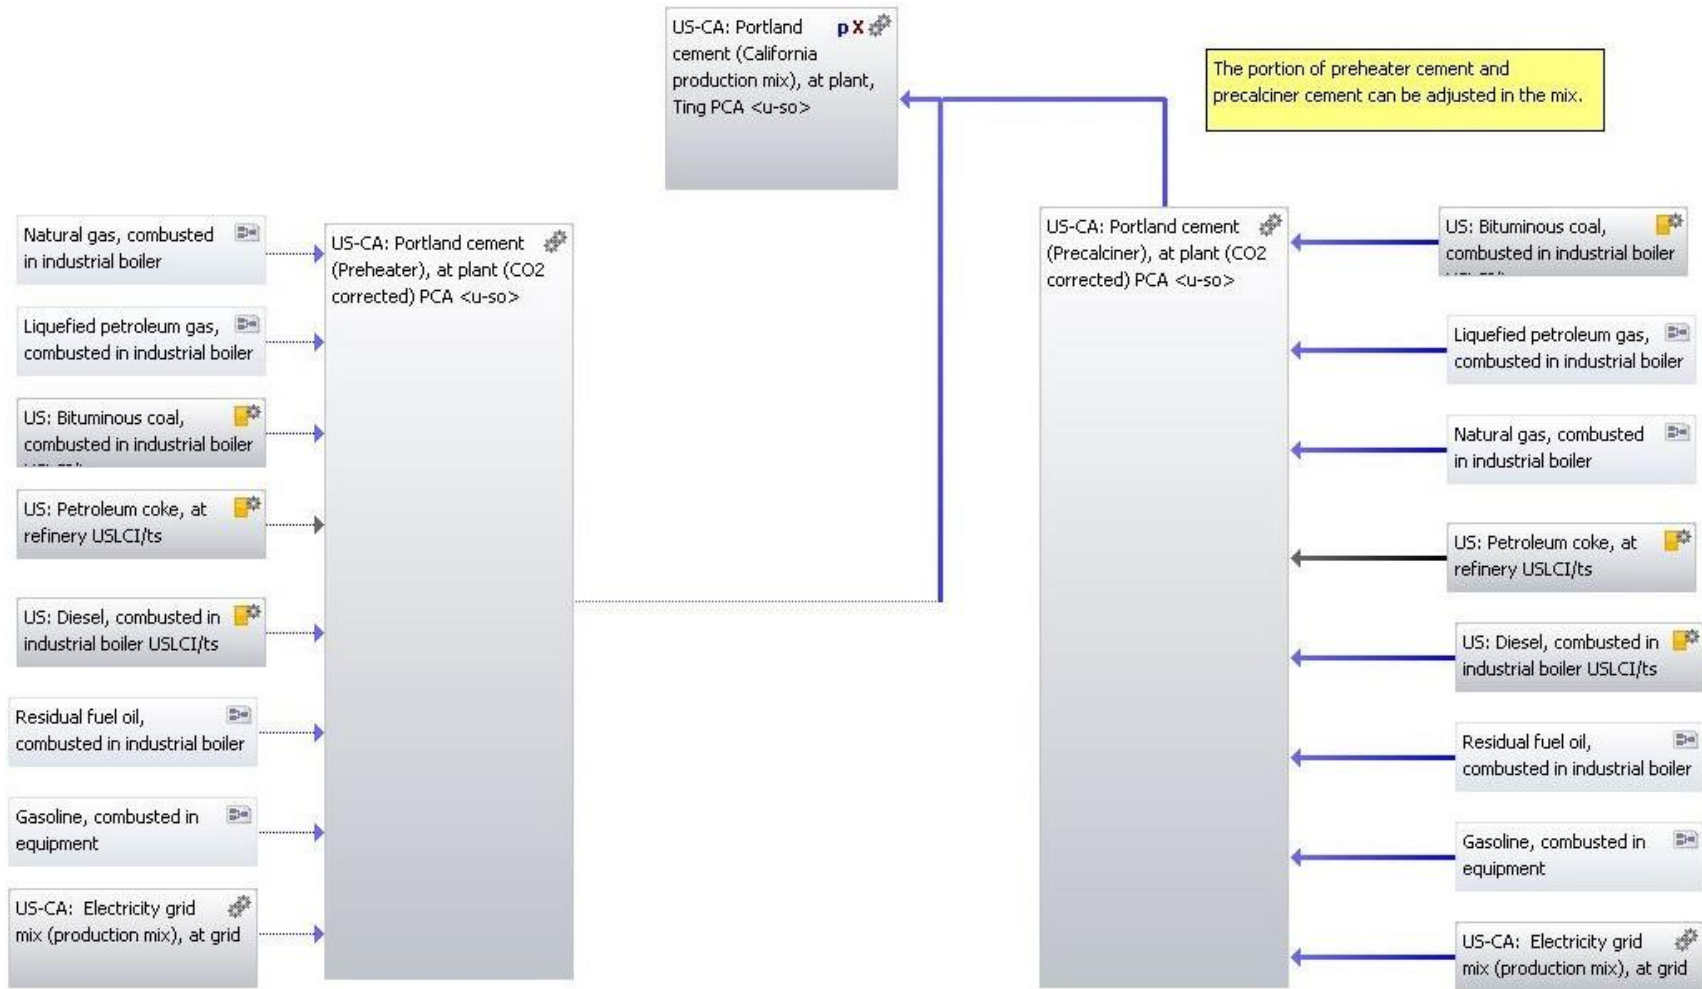 US-CA: Portland
cement (California
production mix), at plant,
Ting PCA <u-so>
p X
The portion of preheater cement and
precalciner cement can be adjusted in the mix.
Natural gas, combusted
in industrial boiler
Liquefied petroleum gas,
combusted in industrial boiler
US: Bituminous coal,
combusted in industrial boiler
US: Petroleum coke, at
refinery USLCI/ts
US: Diesel, combusted in
industrial boiler USLCI/ts
Residual fuel oil,
combusted in industrial boiler
Gasoline, combusted in
equipment
US-CA: Electricity grid
mix (production mix), at grid
US-CA: Portland cement
(Preheater), at plant (CO2
corrected) PCA <u-so>
US-CA: Portland cement
(Precalciner), at plant (CO2
corrected) PCA <u-so>
US: Bituminous coal,
combusted in industrial boiler
Liquefied petroleum gas,
combusted in industrial boiler
Natural gas, combusted
in industrial boiler
US: Petroleum coke, at
refinery USLCI/ts
US: Diesel, combusted in
industrial boiler USLCI/ts
Residual fuel oil,
combusted in industrial boiler
Gasoline, combusted in
equipment
US-CA: Electricity grid
mix (production mix), at grid